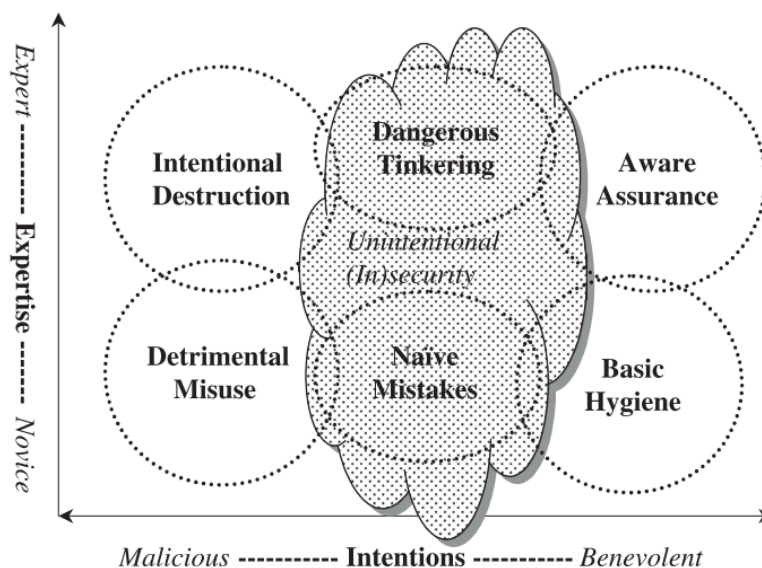 Expert --------- Expertise ------ Novice
Intentional
Destruction
Dangerous
Tinkering
Aware
Assurance
Unintentional
(In)security
Detrimental
Misuse
Naïve
Mistakes
Basic
Hygiene
Malicious ----------- Intentions ---------- Benevolent